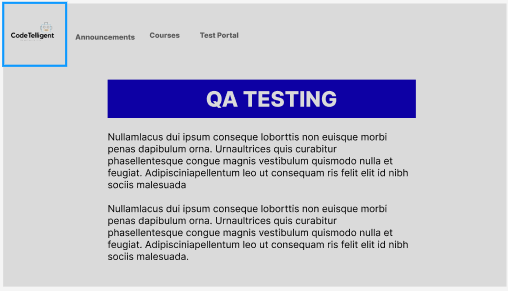 CodeTelligent
Announcements
Courses
Test Portal
QA TESTING
Nullamlacus dui ipsum conseque loborttis non euisque morbi
penas dapibulum orna. Urnaultrices quis curabitur
phasellentesque congue magnis vestibulum quismodo nulla et
feugiat. Adipisciniapellentum leo ut consequam ris felit elit id nibh
sociis malesuada
Nullamlacus dui ipsum conseque loborttis non euisque morbi
penas dapibulum orna. Urnaultrices quis curabitur
phasellentesque congue magnis vestibulum quismodo nulla et
feugiat. Adipisciniapellentum leo ut consequam ris felit elit id nibh
sociis malesuada.